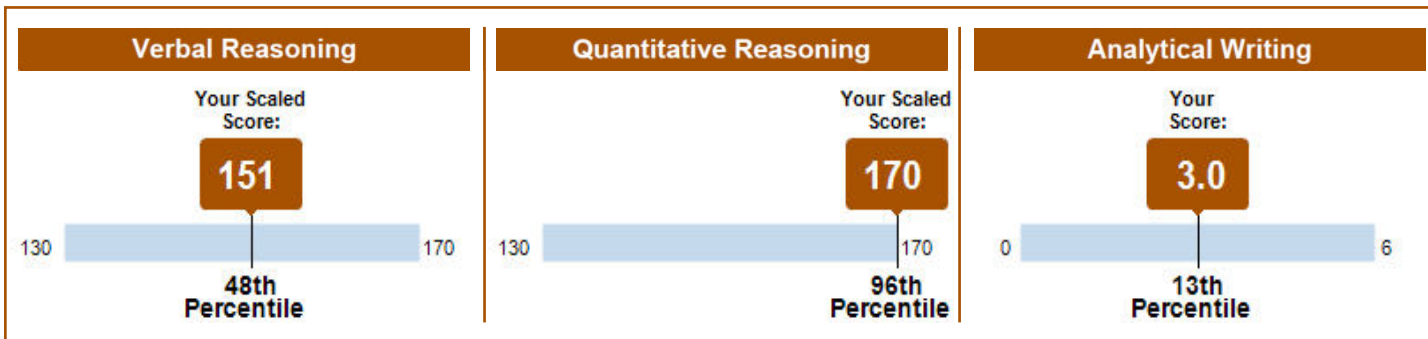 Verbal Reasoning
Your Scaled
Score:
151
130
170
48th
Percentile
Quantitative Reasoning
Your Scaled
Score:
170
130
170
96th
Percentile
Analytical Writing
Your
Score:
3.0
0
6
13th
Percentile